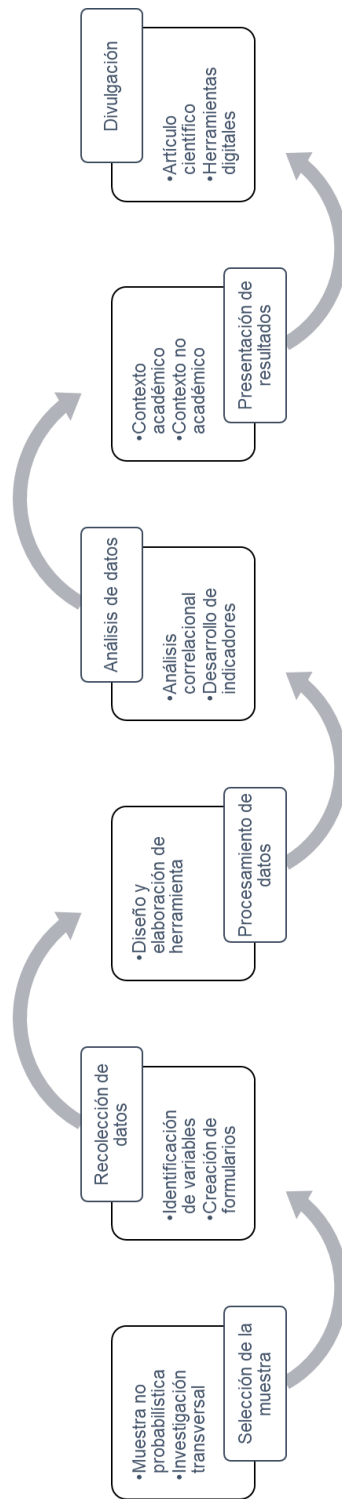 •Muestra no
probabilística
•Investigación
transversal
Selección de la
muestra
Recolección de
datos
•Identificación
de variables
•Creación de
formularios
•Diseño y
elaboración de
herramienta
Procesamiento de
datos
Análisis de datos
•Análisis
correlacional
•Desarrollo de
indicadores
•Contexto
académico
•Contexto no
académico
Presentación de
resultados
Divulgación
•Artículo
científico
•Herramientas
digitales